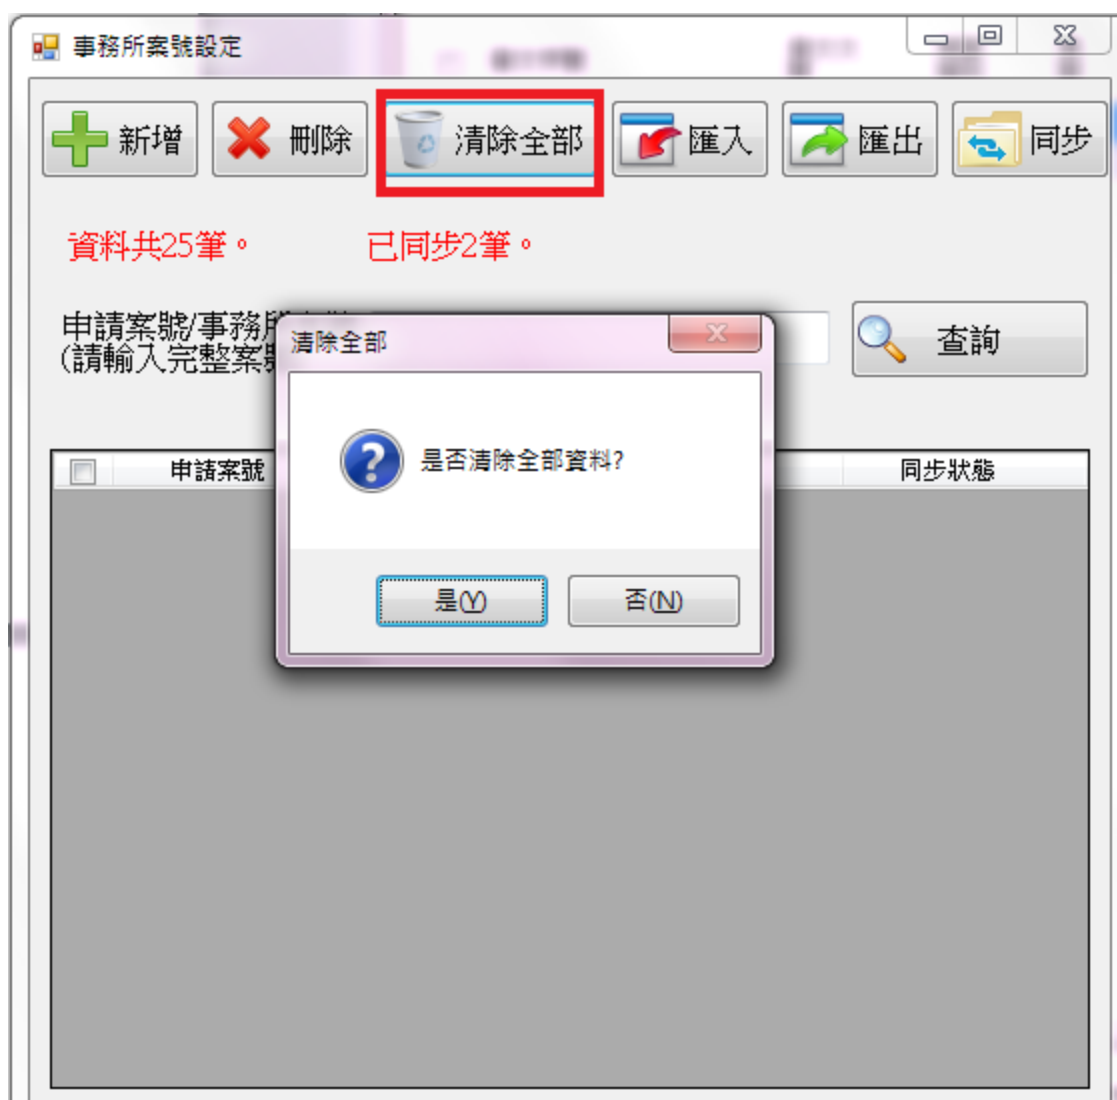 事務所案號設定
新增 刪除 清除全部 匯入 匯出 同步
資料共25筆。 已同步2筆。
申請案號/事務所
(請輸入完整案號
查詢
清除全部
是否清除全部資料?
是(Y) 否(N)
申請案號 同步狀態